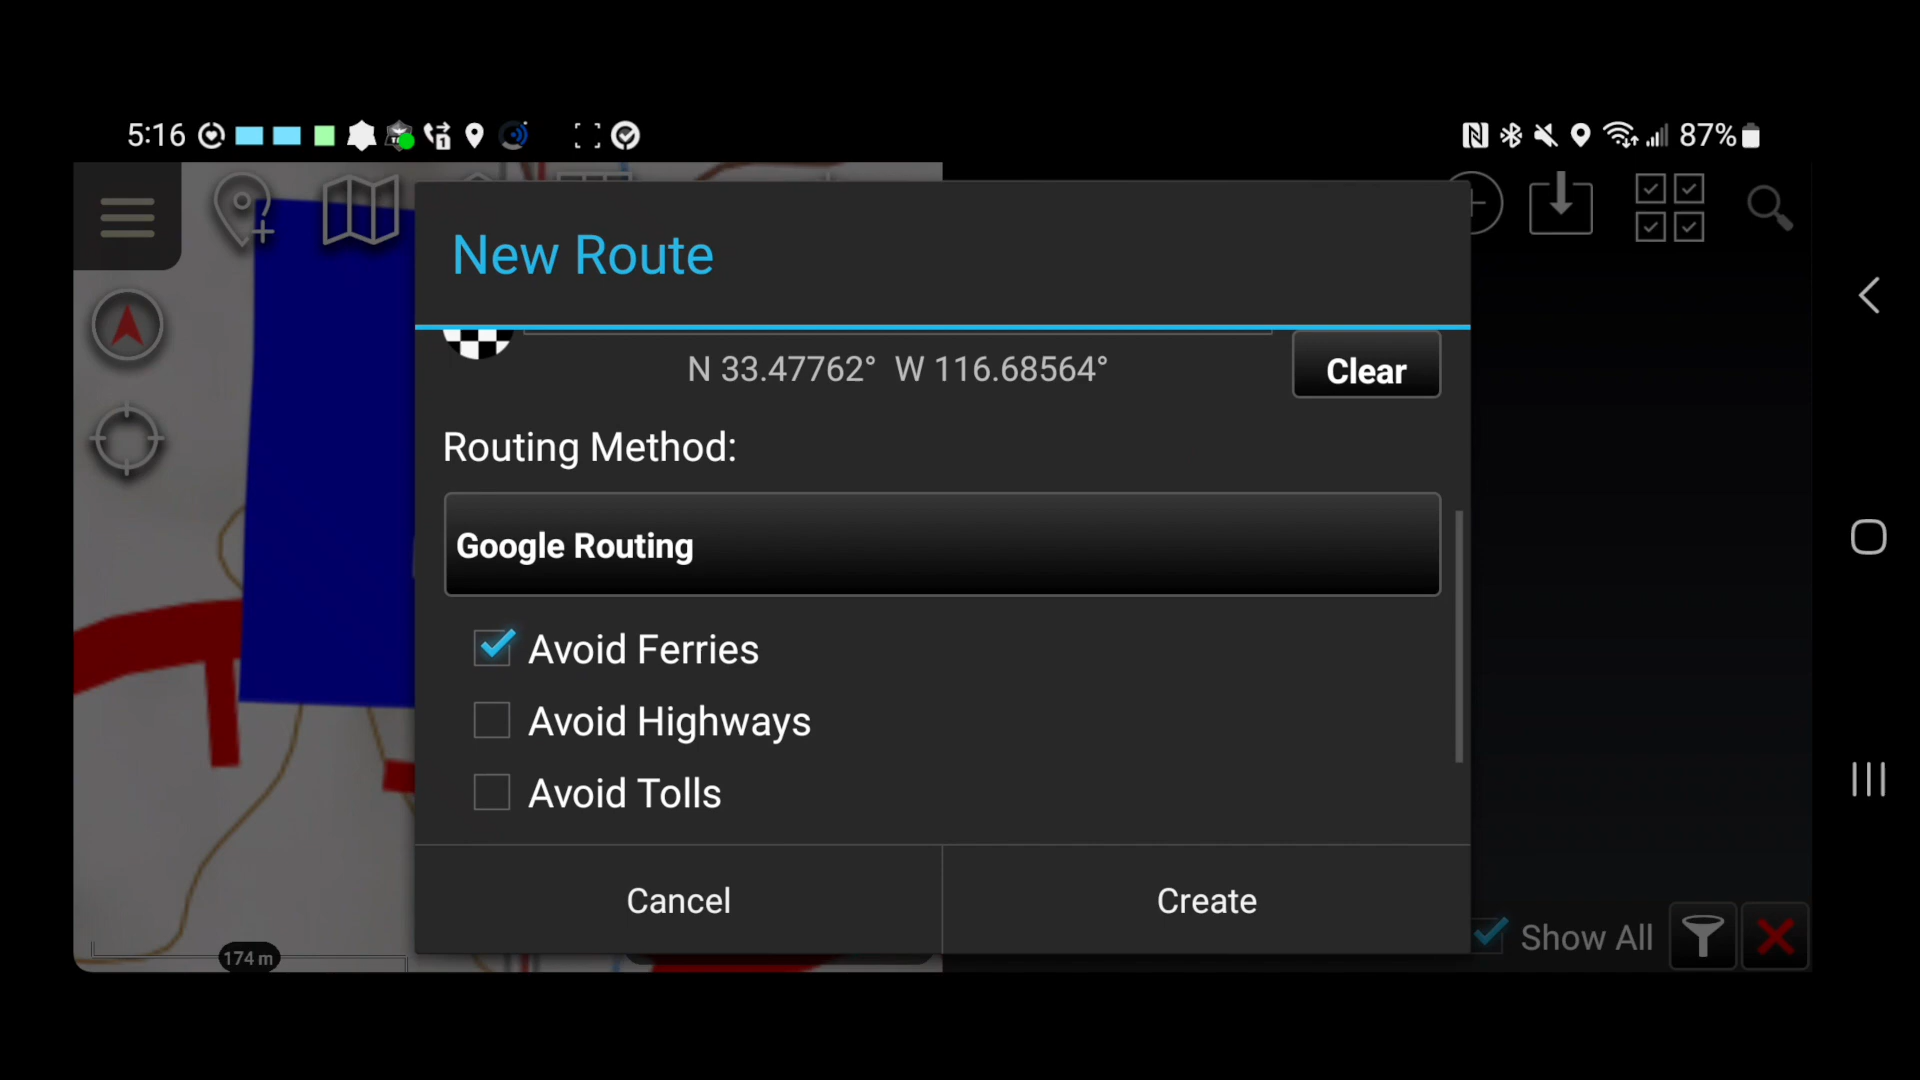 5:16
87%
New Route
N 33.47762° W 116.68564°
Clear
Routing Method:
Google Routing
Avoid Ferries
Avoid Highways
Avoid Tolls
Cancel
Create
Show All
174 m